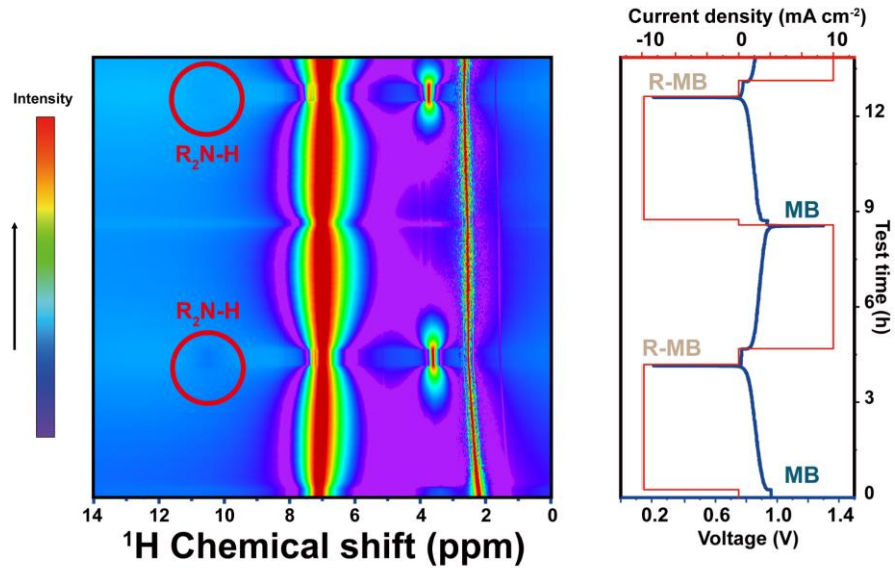 Intensity
R₂N-H
R₂N-H
14 12 10 8 6 4 2 0
¹H Chemical shift (ppm)
Current density (mA cm⁻²)
-10 0 10
R-MB
MB
R-MB
MB
12
9
6
3
0
Test time (h)
0.2 0.6 1.0 1.4
Voltage (V)